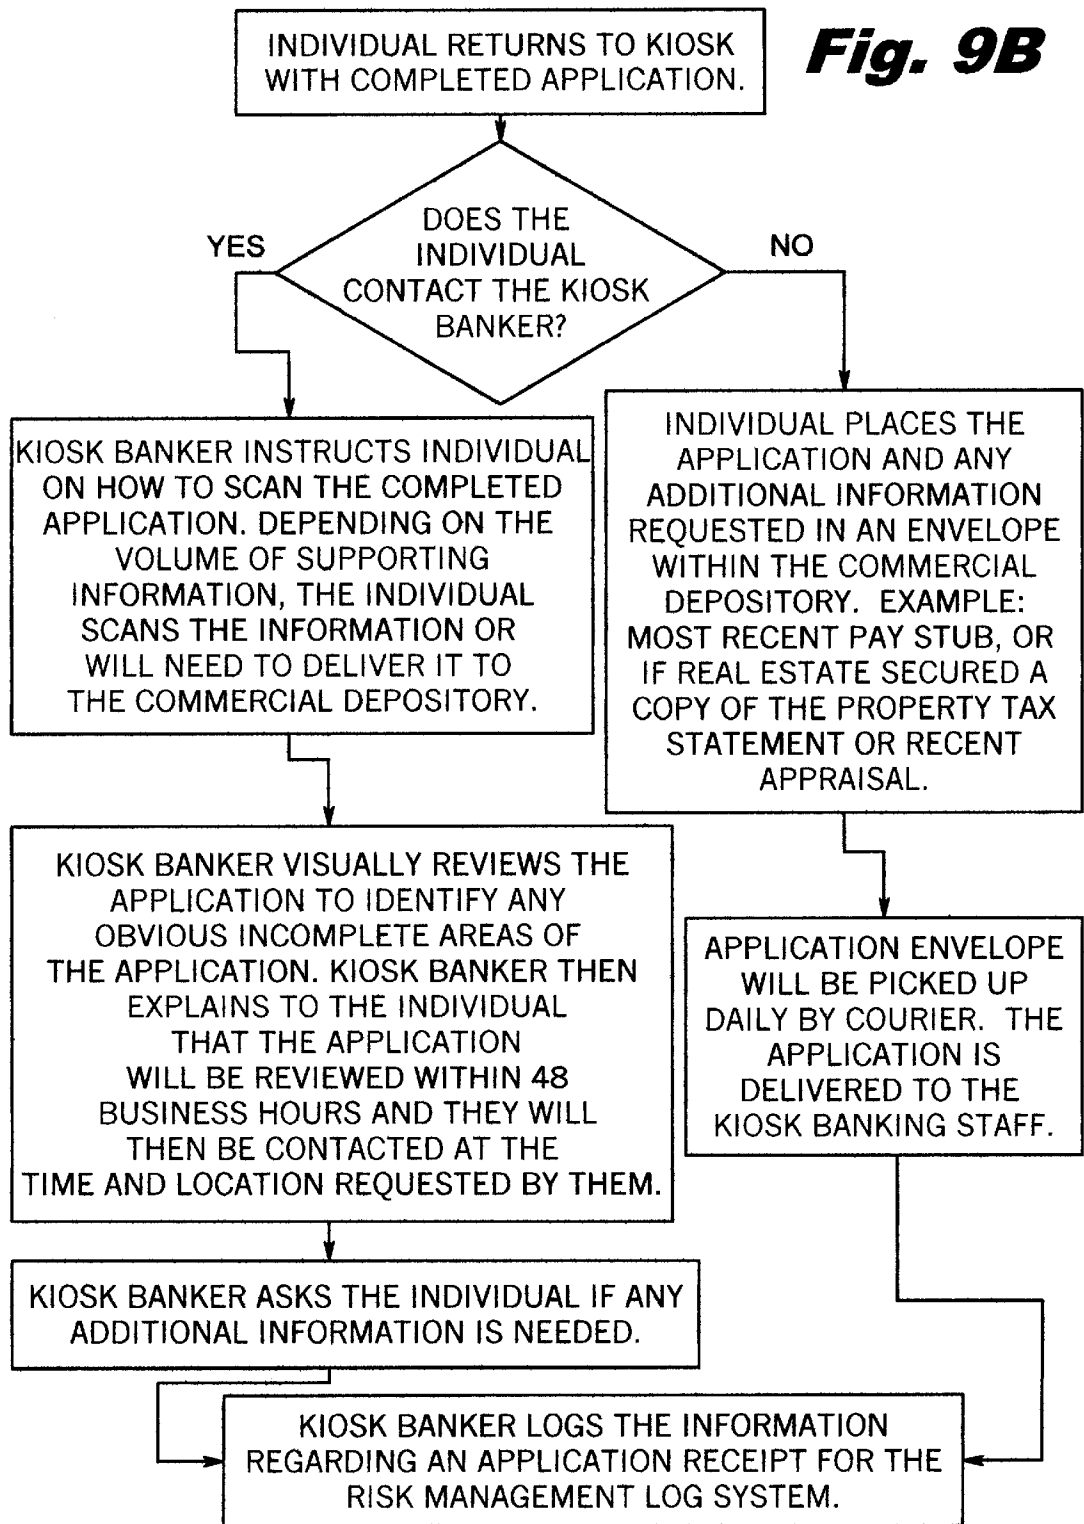 INDIVIDUAL RETURNS TO KIOSK
WITH COMPLETED APPLICATION.
Fig. 9B
DOES THE
INDIVIDUAL
CONTACT THE KIOSK
BANKER?
YES
NO
KIOSK BANKER INSTRUCTS INDIVIDUAL
ON HOW TO SCAN THE COMPLETED
APPLICATION. DEPENDING ON THE
VOLUME OF SUPPORTING
INFORMATION, THE INDIVIDUAL
SCANS THE INFORMATION OR
WILL NEED TO DELIVER IT TO
THE COMMERCIAL DEPOSITORY.
INDIVIDUAL PLACES THE
APPLICATION AND ANY
ADDITIONAL INFORMATION
REQUESTED IN AN ENVELOPE
WITHIN THE COMMERCIAL
DEPOSITORY. EXAMPLE:
MOST RECENT PAY STUB, OR
IF REAL ESTATE SECURED A
COPY OF THE PROPERTY TAX
STATEMENT OR RECENT
APPRAISAL.
KIOSK BANKER VISUALLY REVIEWS THE
APPLICATION TO IDENTIFY ANY
OBVIOUS INCOMPLETE AREAS OF
THE APPLICATION. KIOSK BANKER THEN
EXPLAINS TO THE INDIVIDUAL
THAT THE APPLICATION
WILL BE REVIEWED WITHIN 48
BUSINESS HOURS AND THEY WILL
THEN BE CONTACTED AT THE
TIME AND LOCATION REQUESTED BY THEM.
APPLICATION ENVELOPE
WILL BE PICKED UP
DAILY BY COURIER. THE
APPLICATION IS
DELIVERED TO THE
KIOSK BANKING STAFF.
KIOSK BANKER ASKS THE INDIVIDUAL IF ANY
ADDITIONAL INFORMATION IS NEEDED.
KIOSK BANKER LOGS THE INFORMATION
REGARDING AN APPLICATION RECEIPT FOR THE
RISK MANAGEMENT LOG SYSTEM.